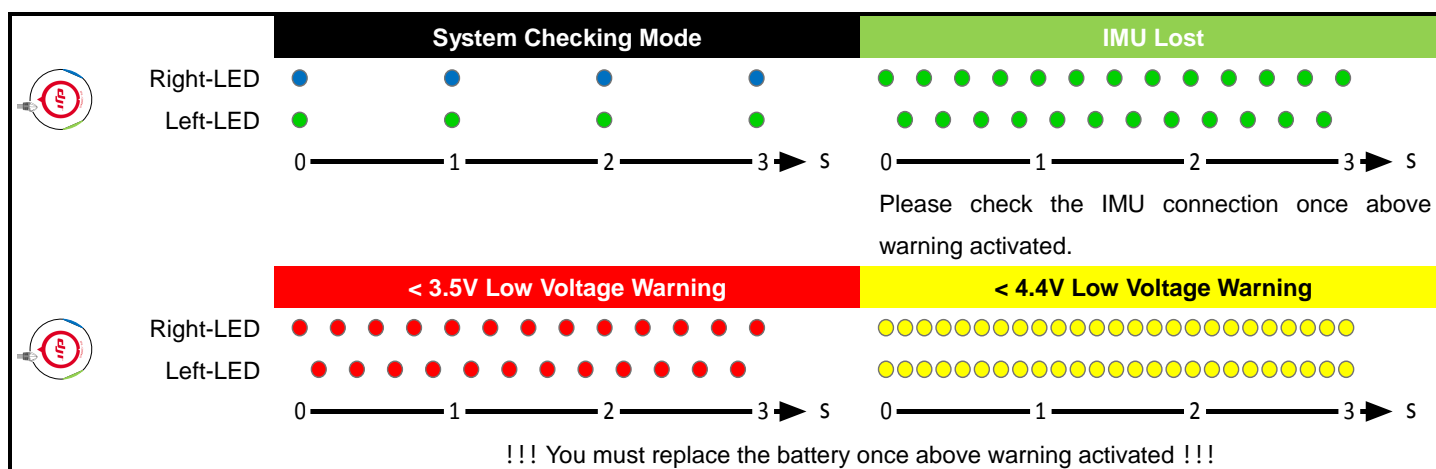 System Checking Mode IMU Lost
Right-LED
Left-LED
0 1 2 3 S 0 1 2 3 S
Please check the IMU connection once above
warning activated.
< 3.5V Low Voltage Warning < 4.4V Low Voltage Warning
Right-LED
Left-LED
0 1 2 3 S 0 1 2 3 S
!!! You must replace the battery once above warning activated !!!